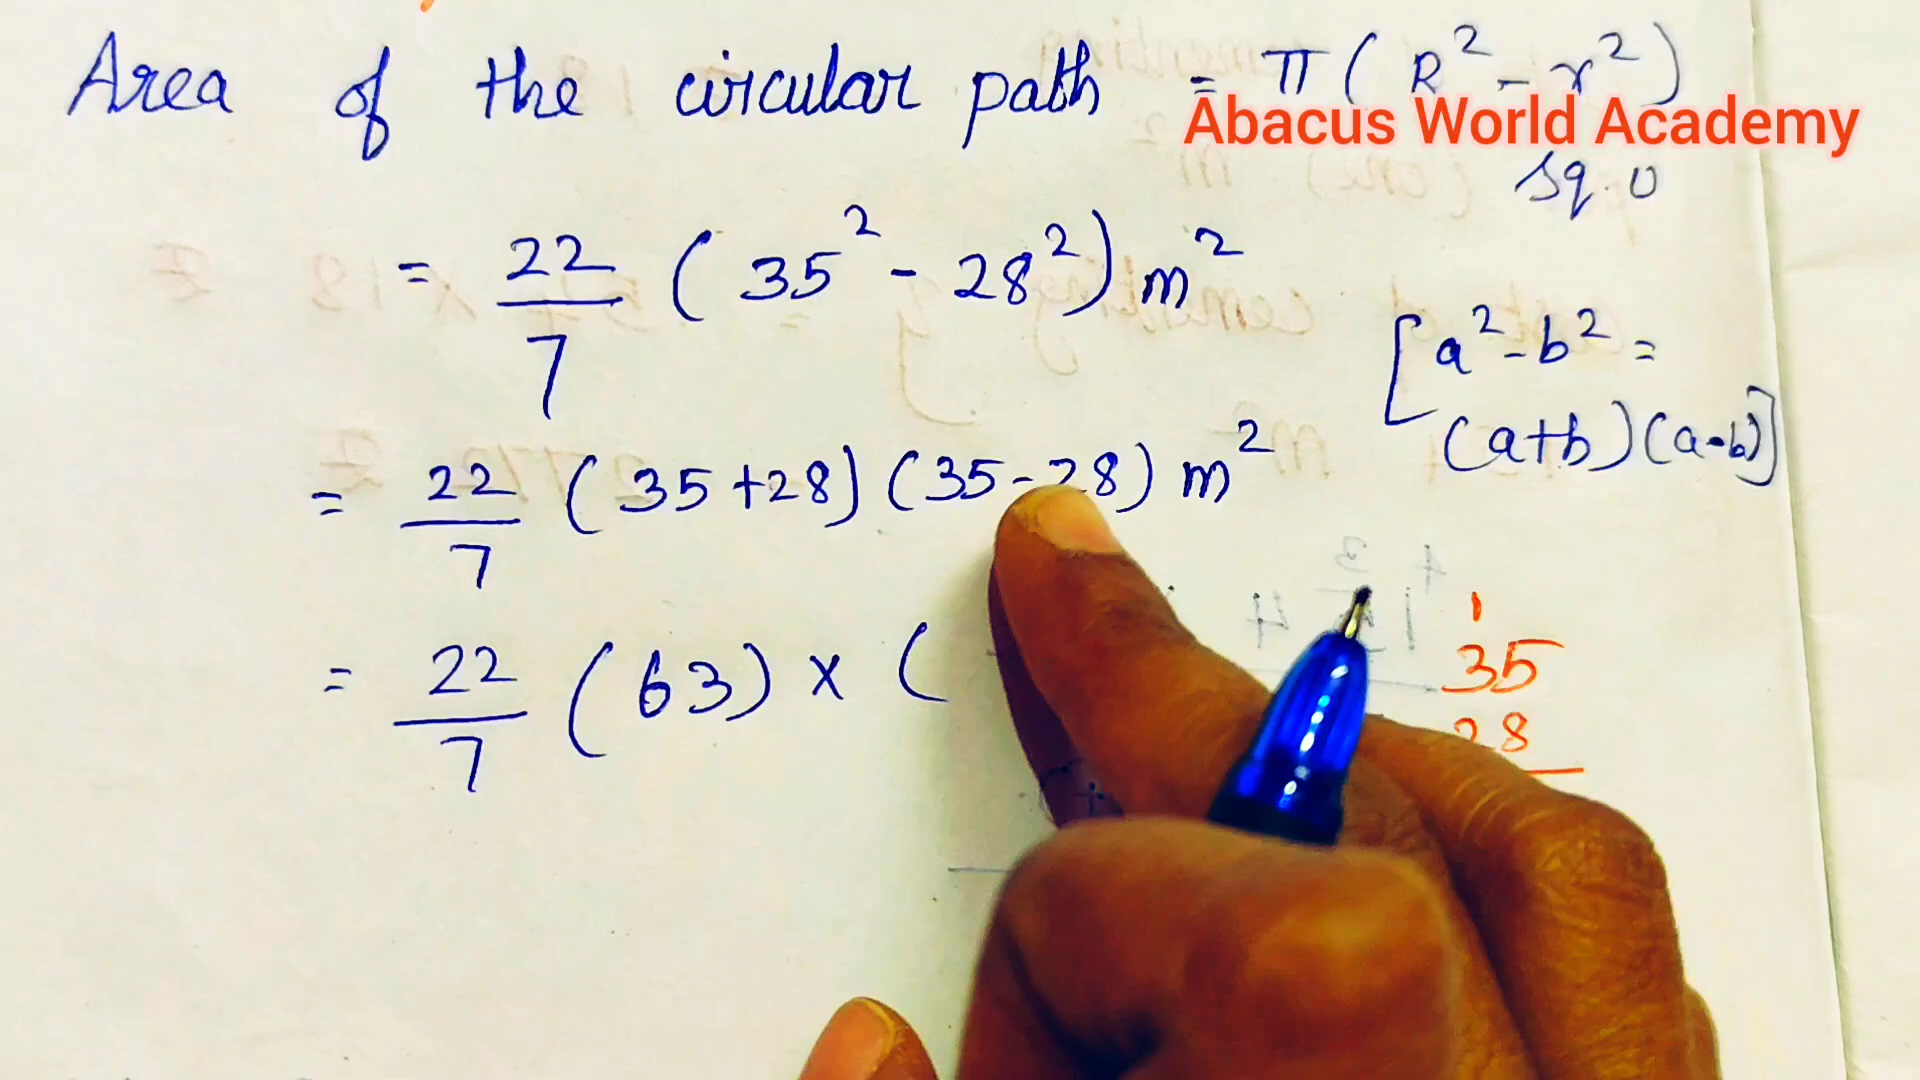 Area of the circular path = π ( R² - r² )
Abacus World Academy
sq. u
= 22/7 ( 35² - 28² ) m²
[ a² - b² =
(a+b) (a-b) ]
= 22/7 ( 35 + 28 ) ( 35 - 28 ) m²
= 22/7 ( 63 ) × (
1
35
28